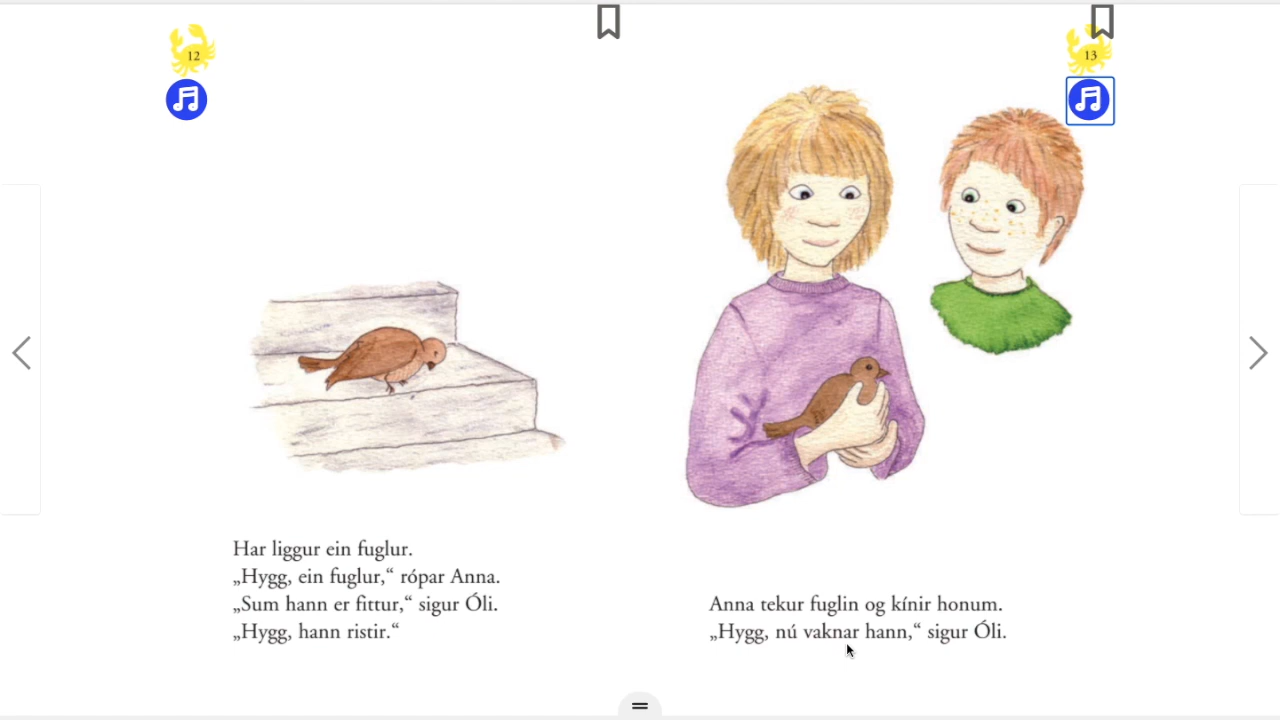 12
Har liggur ein fuglur.
„Hygg, ein fuglur,“ rópar Anna.
„Sum hann er fittur,“ sigur Óli.
„Hygg, hann ristir.“
13
Anna tekur fuglin og kínir honum.
„Hygg, nú vaknar hann,“ sigur Óli.